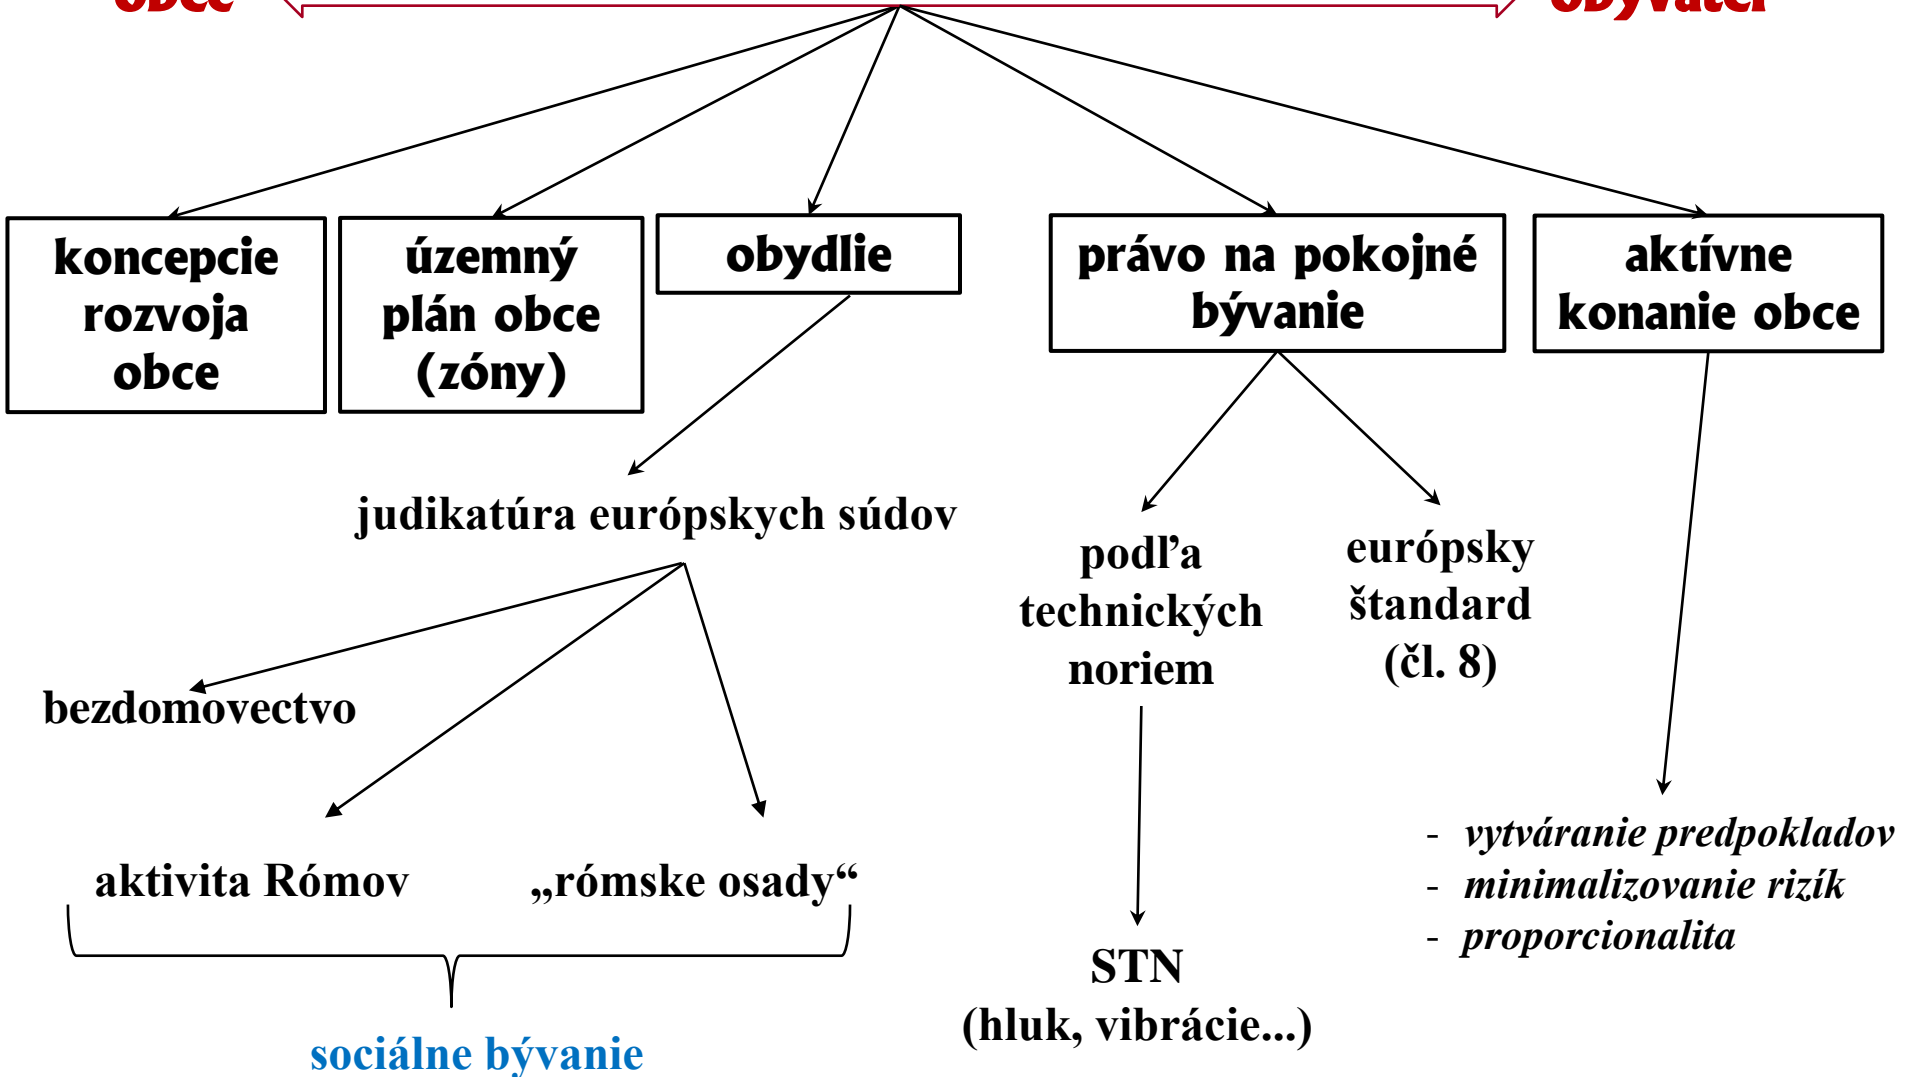 obce
obyvateľ
koncepcie
rozvoja
obce
územný
plán obce
(zóny)
obydlie
právo na pokojné
bývanie
aktívne
konanie obce
judikatúra európskych súdov
podľa
technických
noriem
európsky
štandard
(čl. 8)
bezdomovectvo
aktivita Rómov
„rómske osady“
- vytváranie predpokladov
- minimalizovanie rizík
- proporcionalita
STN
(hluk, vibrácie...)
sociálne bývanie